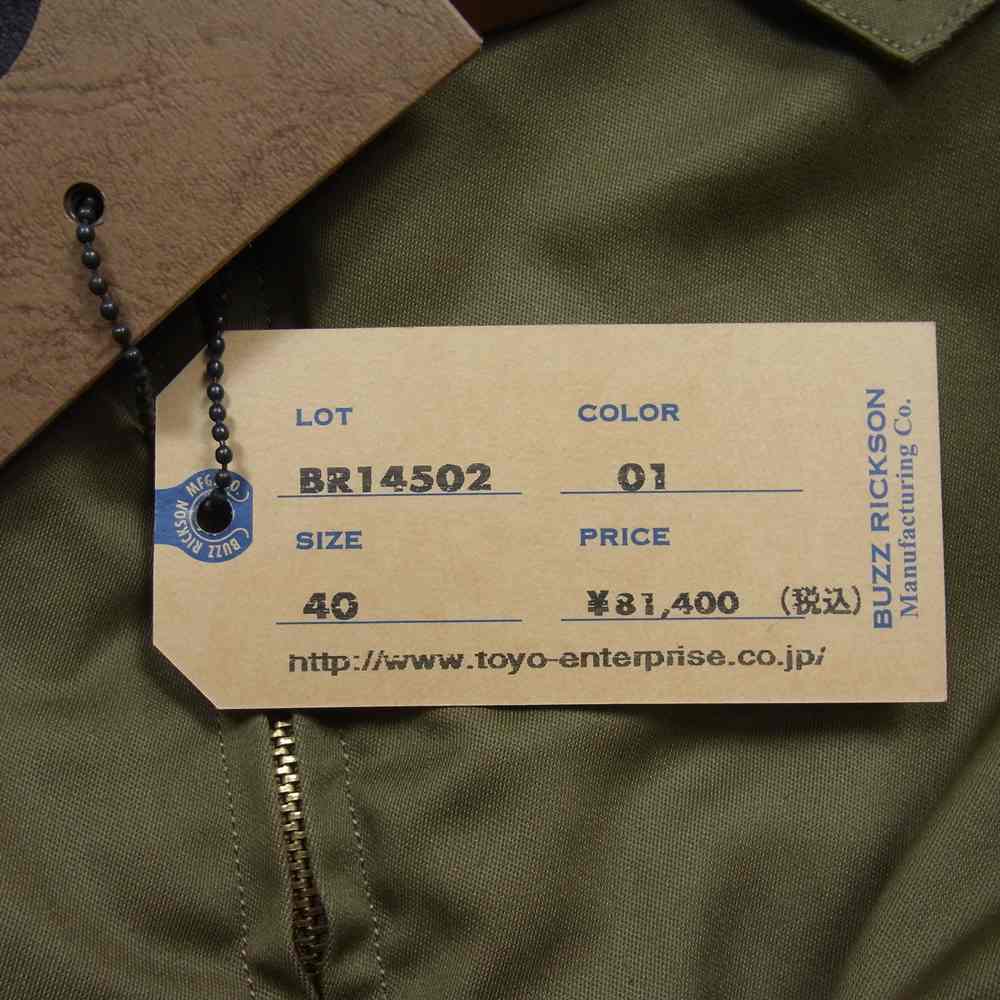 LOT
COLOR
BR14502
01
SIZE
PRICE
40
¥81,400 (税込)
http://www.toyo-enterprise.co.jp/
BUZZ RICKSON
Manufacturing Co.
BUZZ RICKSON MFG. CO.